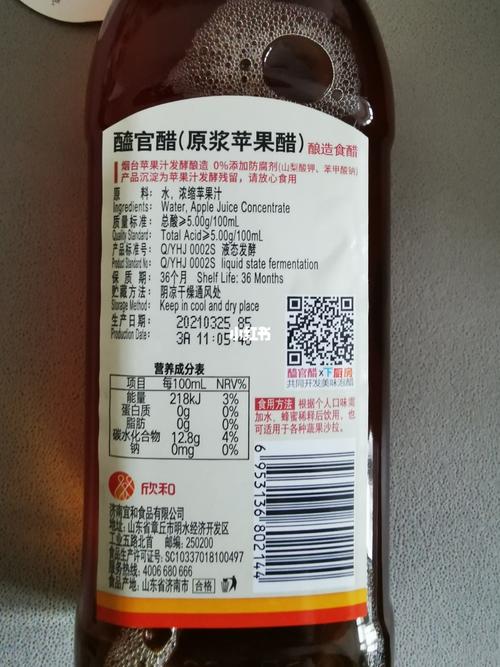 醯官醋(原浆苹果醋) 酿造食醋
烟台苹果汁发酵酿造 0%添加防腐剂(山梨酸钾、苯甲酸钠)
产品沉淀为苹果汁发酵残留，请放心食用
原 料：水，浓缩苹果汁
Ingredients: Water, Apple Juice Concentrate
质量标准：总酸≥5.00g/100mL
Quality Standard: Total Acid≥5.00g/100mL
产品标准号：Q/YHJ 0002S 液态发酵
Product Standard No: Q/YHJ 0002S liquid state fermentation
保 质 期：36个月 Shelf Life: 36 Months
贮藏方法：阴凉干燥通风处
Storage Method: Keep in cool and dry place
生产日期：20210325 85
Production Date: 3A 11:05:48
小红书
醯官醋×下厨房
共同开发美味泡醋
营养成分表
项目 每100mL NRV%
能量 218kJ 3%
蛋白质 0g 0%
脂肪 0g 0%
碳水化合物 12.8g 4%
钠 0mg 0%
食用方法 根据个人口味需
加水、蜂蜜稀释后饮用，也
可适用于各种蔬果沙拉。
欣和
济南宜和食品有限公司
地址：山东省章丘市明水经济开发区
工业五路北首 邮编：250200
食品生产许可证号：SC10337018100497
服务热线：4006 680 666
食品产地：山东省济南市 合格
6 953136 802144